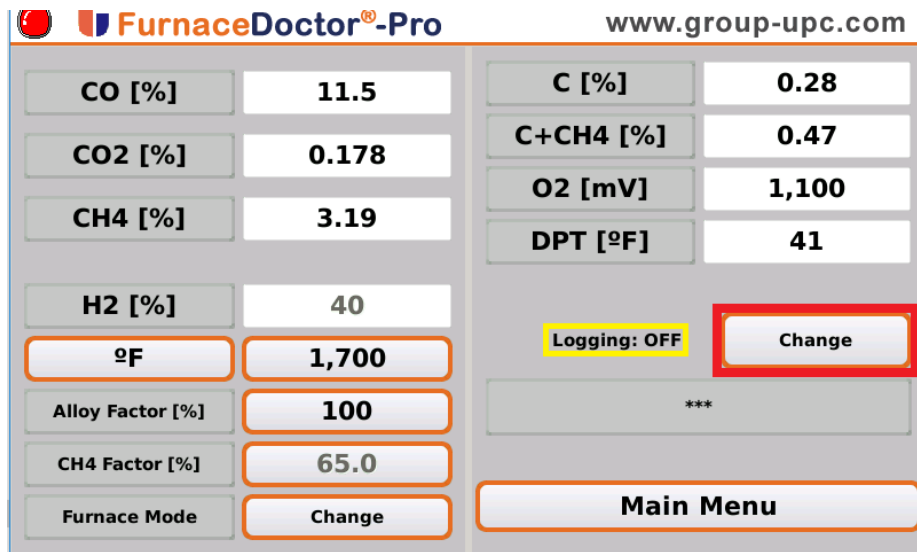 FurnaceDoctor®-Pro
www.group-upc.com
CO [%] 11.5
CO2 [%] 0.178
CH4 [%] 3.19
H2 [%] 40
ºF 1,700
Alloy Factor [%] 100
CH4 Factor [%] 65.0
Furnace Mode Change
C [%] 0.28
C+CH4 [%] 0.47
O2 [mV] 1,100
DPT [ºF] 41
Logging: OFF Change
***
Main Menu